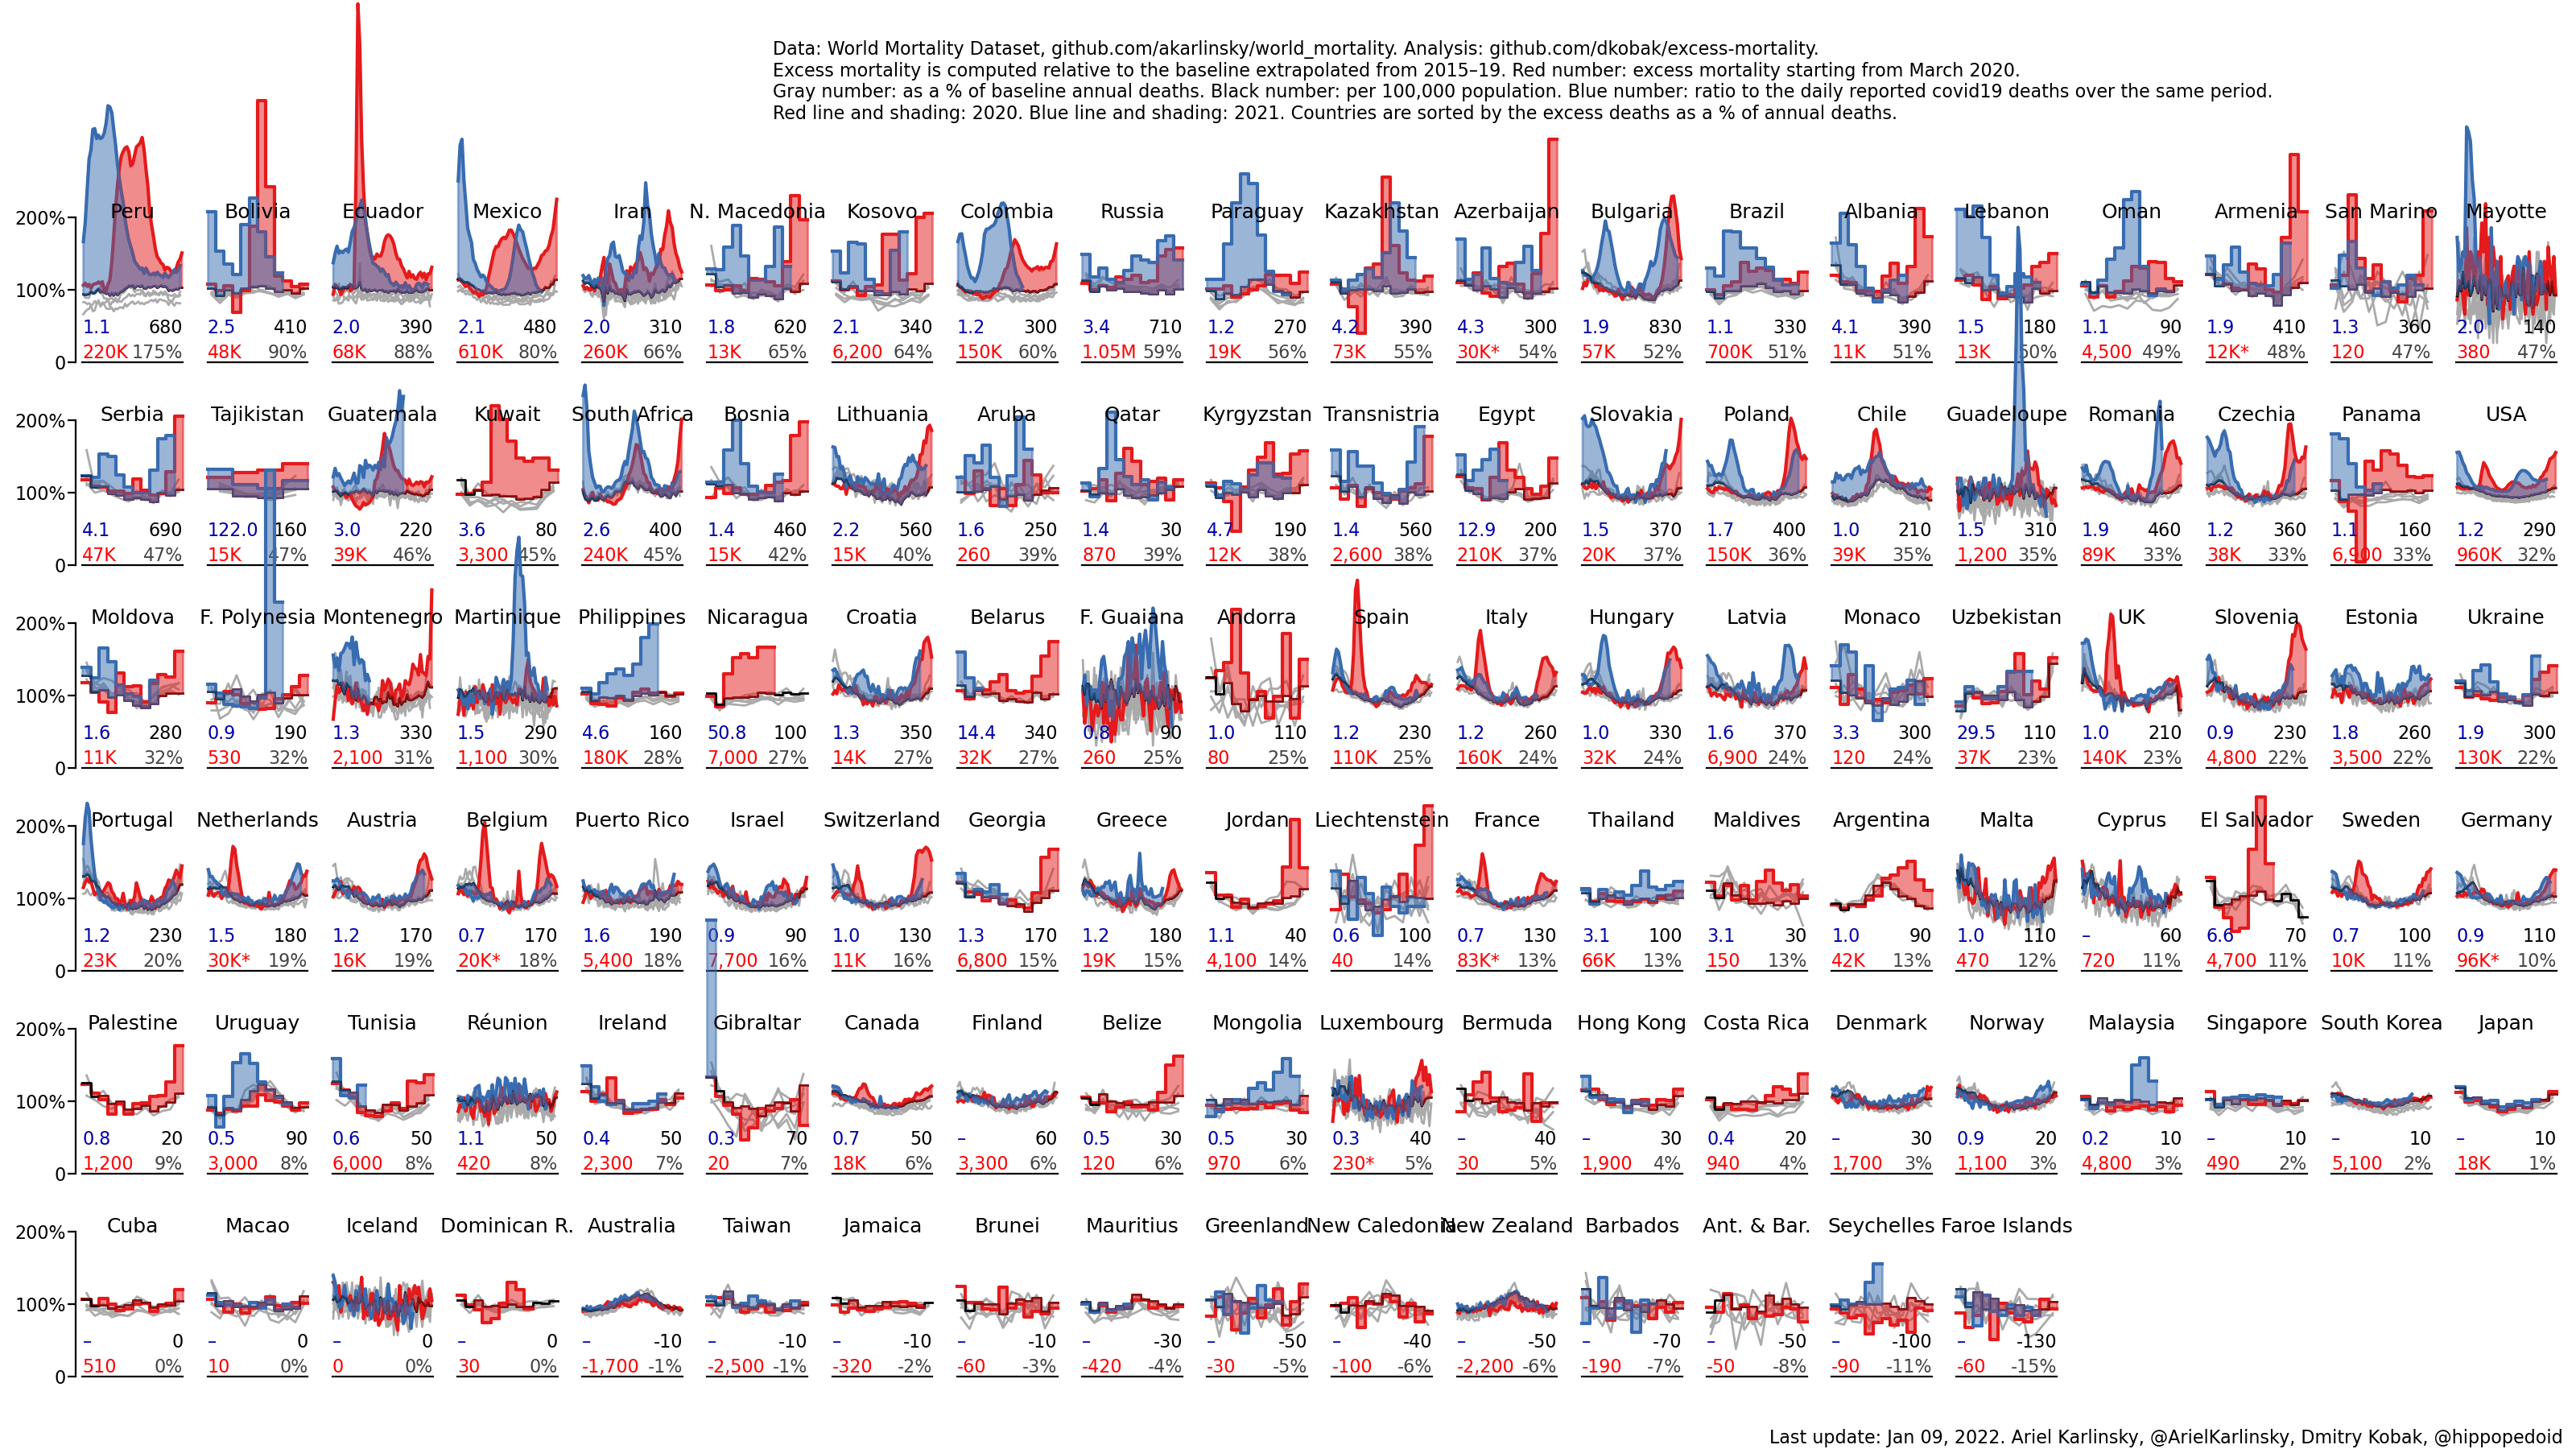 Data: World Mortality Dataset, github.com/akarlinsky/world_mortality. Analysis: github.com/dkobak/excess-mortality.
Excess mortality is computed relative to the baseline extrapolated from 2015–19. Red number: excess mortality starting from March 2020.
Gray number: as a % of baseline annual deaths. Black number: per 100,000 population. Blue number: ratio to the daily reported covid19 deaths over the same period.
Red line and shading: 2020. Blue line and shading: 2021. Countries are sorted by the excess deaths as a % of annual deaths.
200% Peru Bolivia Ecuador Mexico Iran N. Macedonia Kosovo Colombia Russia Paraguay Kazakhstan Azerbaijan Bulgaria Brazil Albania Lebanon Oman Armenia San Marino Mayotte
100%
1.1 680 2.5 410 2.0 390 2.1 480 2.0 310 1.8 620 2.1 340 1.2 300 3.4 710 1.2 270 4.2 390 4.3 300 1.9 830 1.1 330 4.1 390 1.5 180 1.1 90 1.9 410 1.3 360 2.0 140
0 220K 175% 48K 90% 68K 88% 610K 80% 260K 66% 13K 65% 6,200 64% 150K 60% 1.05M 59% 19K 56% 73K 55% 30K* 54% 57K 52% 700K 51% 11K 51% 13K 50% 4,500 49% 12K* 48% 120 47% 380 47%
200% Serbia Tajikistan Guatemala Kuwait South Africa Bosnia Lithuania Aruba Qatar Kyrgyzstan Transnistria Egypt Slovakia Poland Chile Guadeloupe Romania Czechia Panama USA
100%
4.1 690 122.0 160 3.0 220 3.6 80 2.6 400 1.4 460 2.2 560 1.6 250 1.4 30 4.7 190 1.4 560 12.9 200 1.5 370 1.7 400 1.0 210 1.5 310 1.9 460 1.2 360 1.1 160 1.2 290
0 47K 47% 15K 47% 39K 46% 3,300 45% 240K 45% 15K 42% 15K 40% 260 39% 870 39% 12K 38% 2,600 38% 210K 37% 20K 37% 150K 36% 39K 35% 1,200 35% 89K 33% 38K 33% 6,900 33% 960K 32%
200% Moldova F. Polynesia Montenegro Martinique Philippines Nicaragua Croatia Belarus F. Guaiana Andorra Spain Italy Hungary Latvia Monaco Uzbekistan UK Slovenia Estonia Ukraine
100%
1.6 280 0.9 190 1.3 330 1.5 290 4.6 160 50.8 100 1.3 350 14.4 340 0.8 90 1.0 110 1.2 230 1.2 260 1.0 330 1.6 370 3.3 300 29.5 110 1.0 210 0.9 230 1.8 260 1.9 300
0 11K 32% 530 32% 2,100 31% 1,100 30% 180K 28% 7,000 27% 14K 27% 32K 27% 260 25% 80 25% 110K 25% 160K 24% 32K 24% 6,900 24% 120 24% 37K 23% 140K 23% 4,800 22% 3,500 22% 130K 22%
200% Portugal Netherlands Austria Belgium Puerto Rico Israel Switzerland Georgia Greece Jordan Liechtenstein France Thailand Maldives Argentina Malta Cyprus El Salvador Sweden Germany
100%
1.2 230 1.5 180 1.2 170 0.7 170 1.6 190 0.9 90 1.0 130 1.3 170 1.2 180 1.1 40 0.6 100 0.7 130 3.1 100 3.1 30 1.0 90 1.0 110 – 60 6.6 70 0.7 100 0.9 110
0 23K 20% 30K* 19% 16K 19% 20K* 18% 5,400 18% 7,700 16% 11K 16% 6,800 15% 19K 15% 4,100 14% 40 14% 83K* 13% 66K 13% 150 13% 42K 13% 470 12% 720 11% 4,700 11% 10K 11% 96K* 10%
200% Palestine Uruguay Tunisia Réunion Ireland Gibraltar Canada Finland Belize Mongolia Luxembourg Bermuda Hong Kong Costa Rica Denmark Norway Malaysia Singapore South Korea Japan
100%
0.8 20 0.5 90 0.6 50 1.1 50 0.4 50 0.3 70 0.7 50 – 60 0.5 30 0.5 30 0.3 40 – 40 – 30 0.4 20 – 30 0.9 20 0.2 10 – 10 – 10 – 10
0 1,200 9% 3,000 8% 6,000 8% 420 8% 2,300 7% 20 7% 18K 6% 3,300 6% 120 6% 970 6% 230* 5% 30 5% 1,900 4% 940 4% 1,700 3% 1,100 3% 4,800 3% 490 2% 5,100 2% 18K 1%
200% Cuba Macao Iceland Dominican R. Australia Taiwan Jamaica Brunei Mauritius Greenland New Caledonia New Zealand Barbados Ant. & Bar. Seychelles Faroe Islands
100%
– 0 – 0 – 0 – 0 – -10 – -10 – -10 – -10 – -30 – -50 – -40 – -50 – -70 – -50 – -100 – -130
0 510 0% 10 0% 0 0% 30 0% -1,700 -1% -2,500 -1% -320 -2% -60 -3% -420 -4% -30 -5% -100 -6% -2,200 -6% -190 -7% -50 -8% -90 -11% -60 -15%
Last update: Jan 09, 2022. Ariel Karlinsky, @ArielKarlinsky, Dmitry Kobak, @hippopedoid